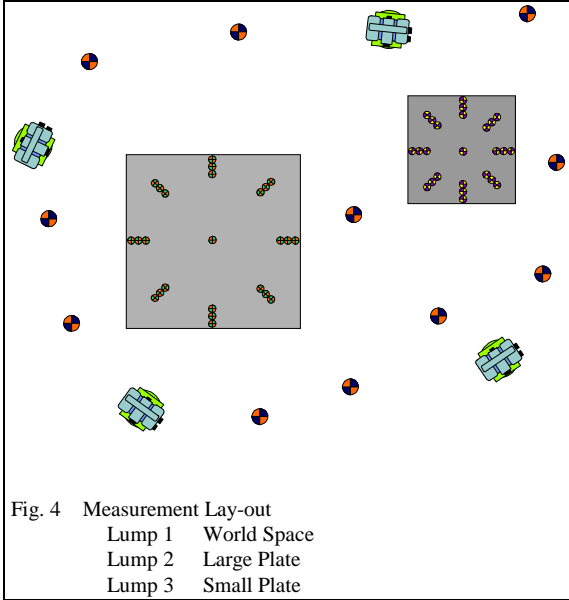 Fig. 4 Measurement Lay-out
Lump 1 World Space
Lump 2 Large Plate
Lump 3 Small Plate